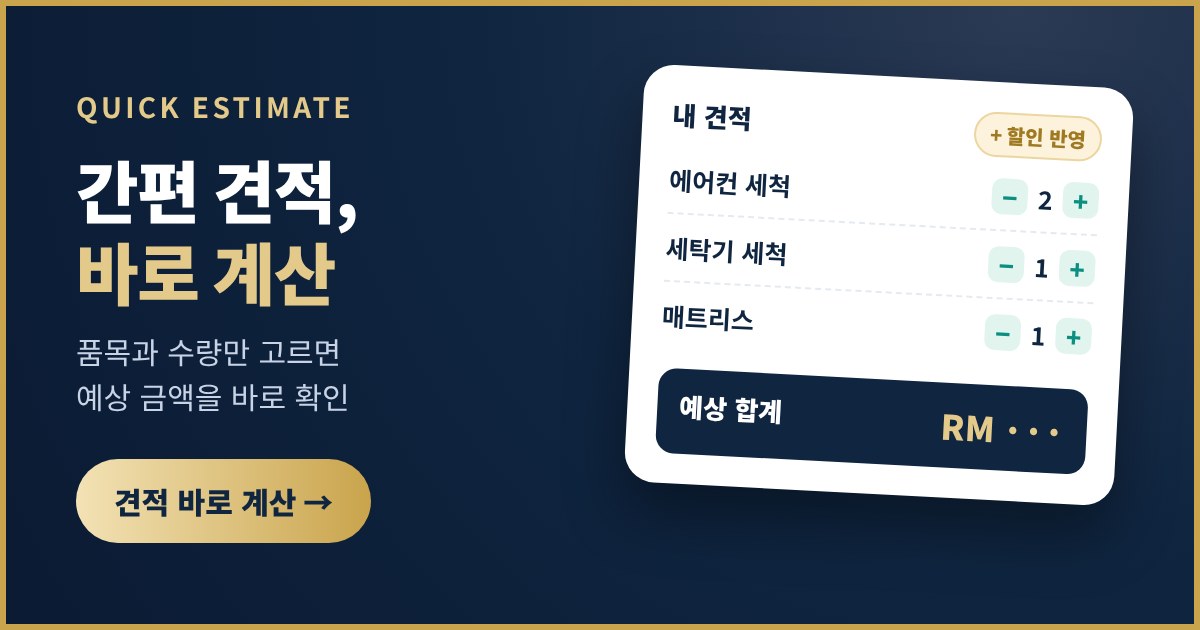 QUICK ESTIMATE
간편 견적,
바로 계산
품목과 수량만 고르면
예상 금액을 바로 확인
견적 바로 계산 →
내 견적
+ 할인 반영
에어컨 세척 − 2 +
세탁기 세척 − 1 +
매트리스 − 1 +
예상 합계 RM • • •